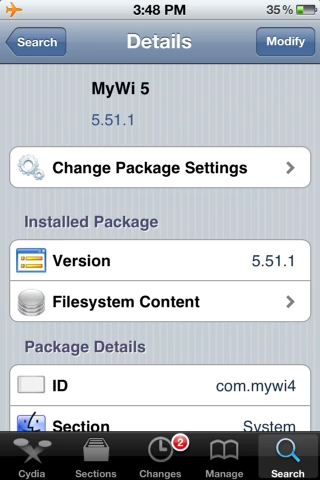 3:48 PM
35%
Search
Details
Modify
MyWi 5
5.51.1
Change Package Settings
Installed Package
Version 5.51.1
Filesystem Content
Package Details
ID com.mywi4
Section System
2
Cydia Sections Changes Manage Search